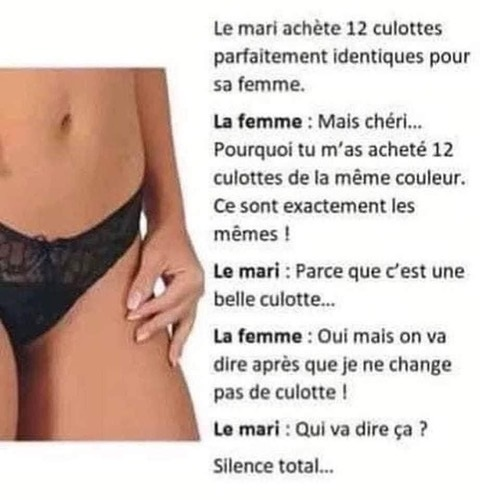 Le mari achète 12 culottes
parfaitement identiques pour
sa femme.
La femme : Mais chéri...
Pourquoi tu m'as acheté 12
culottes de la même couleur.
Ce sont exactement les
mêmes !
Le mari : Parce que c'est une
belle culotte...
La femme : Oui mais on va
dire après que je ne change
pas de culotte !
Le mari : Qui va dire ça ?
Silence total...